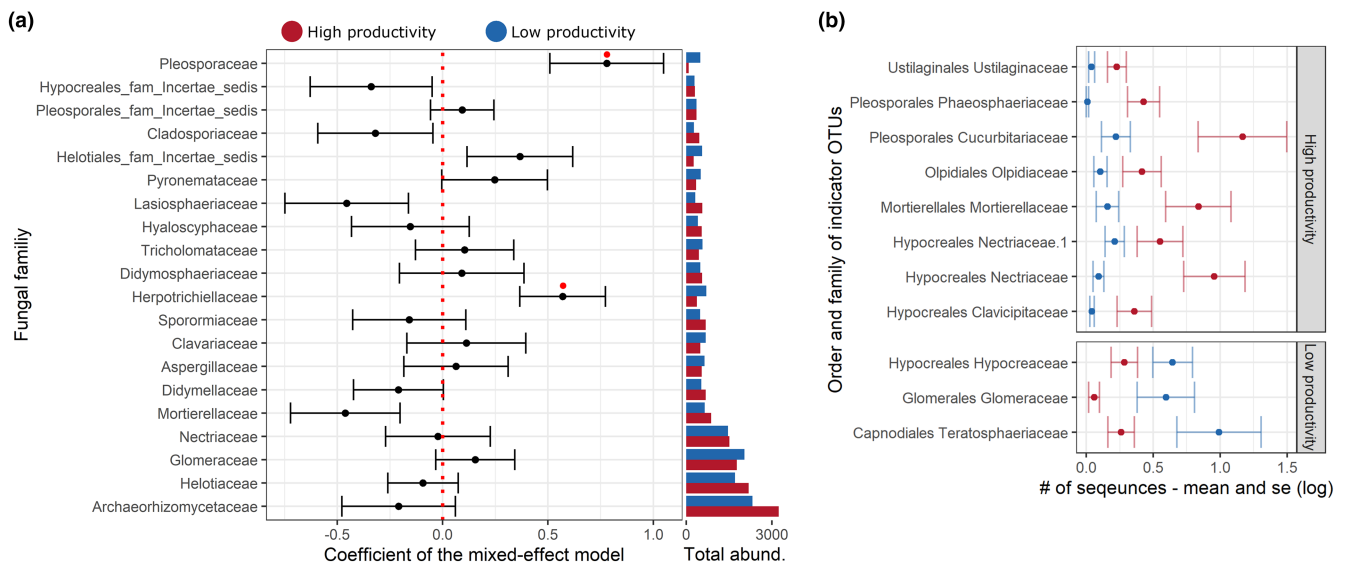 (a)
High productivity
Low productivity
Fungal familiy
Pleosporaceae
Hypocreales_fam_Incertae_sedis
Pleosporales_fam_Incertae_sedis
Cladosporiaceae
Helotiales_fam_Incertae_sedis
Pyronemataceae
Lasiosphaeriaceae
Hyaloscyphaceae
Tricholomataceae
Didymosphaeriaceae
Herpotrichiellaceae
Sporormiaceae
Clavariaceae
Aspergillaceae
Didymellaceae
Mortierellaceae
Nectriaceae
Glomeraceae
Helotiaceae
Archaeorhizomycetaceae
-0.5 0.0 0.5 1.0
Coefficient of the mixed-effect model
0 3000
Total abund.
(b)
Order and family of indicator OTUs
Ustilaginales Ustilaginaceae
Pleosporales Phaeosphaeriaceae
Pleosporales Cucurbitariaceae
Olpidiales Olpidiaceae
Mortierellales Mortierellaceae
Hypocreales Nectriaceae.1
Hypocreales Nectriaceae
Hypocreales Clavicipitaceae
High productivity
Hypocreales Hypocreaceae
Glomerales Glomeraceae
Capnodiales Teratosphaeriaceae
Low productivity
0.0 0.5 1.0 1.5
# of seqeunces - mean and se (log)